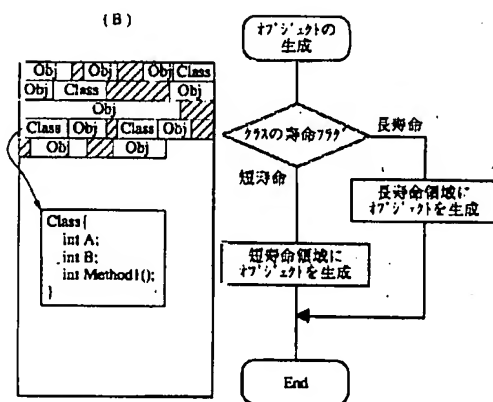 (B)
Obj Obj Obj Class
Obj Class Obj
Obj
Class Obj Class Obj
Obj Obj
Class{
int A;
int B;
int Method1();
}
オブジェクトの
生成
クラスの寿命フラグ
長寿命
短寿命
長寿命領域に
オブジェクトを生成
短寿命領域に
オブジェクトを生成
End